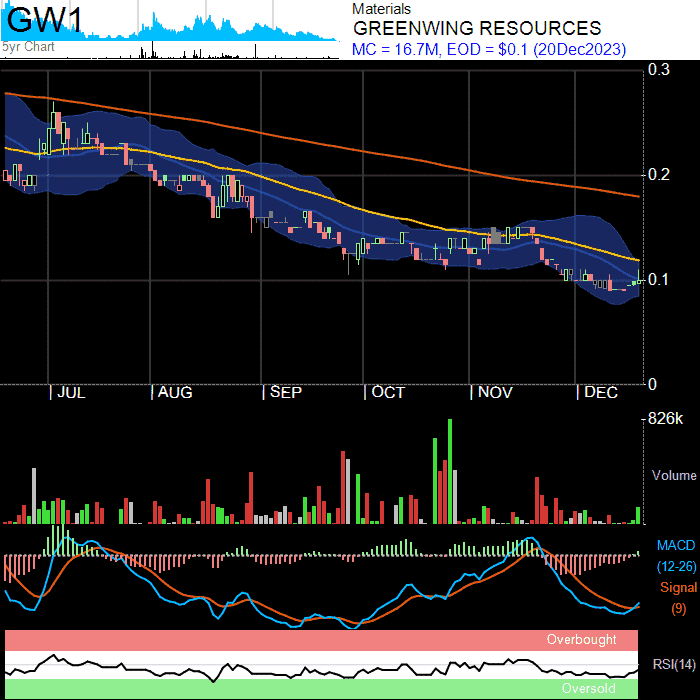 GW1
5yr Chart
Materials
GREENWING RESOURCES
MC = 16.7M, EOD = $0.1 (20Dec2023)
0.3
0.2
0.1
0
| JUL | AUG | SEP | OCT | NOV | DEC
826k
Volume
MACD
(12-26)
Signal
(9)
Overbought
RSI(14)
Oversold